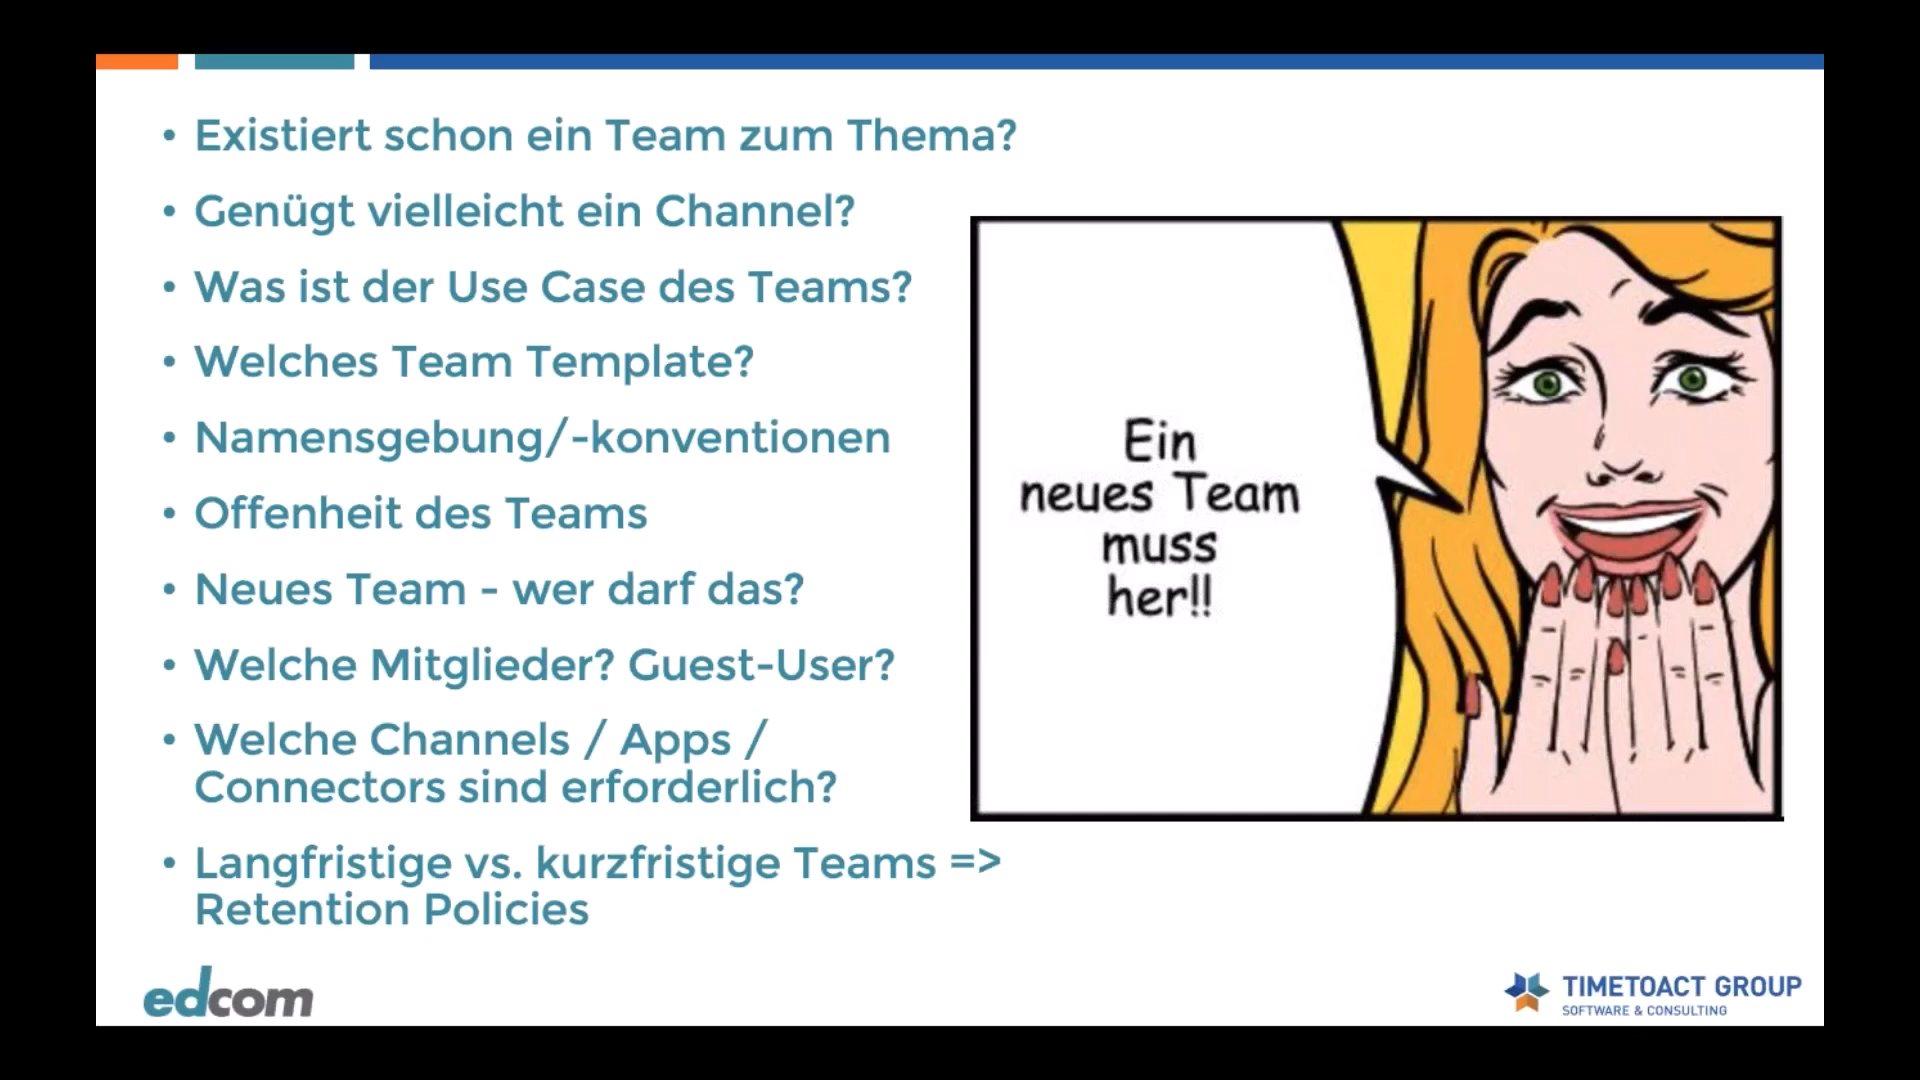 • Existiert schon ein Team zum Thema?
• Genügt vielleicht ein Channel?
• Was ist der Use Case des Teams?
• Welches Team Template?
• Namensgebung/-konventionen
• Offenheit des Teams
• Neues Team - wer darf das?
• Welche Mitglieder? Guest-User?
• Welche Channels / Apps /
Connectors sind erforderlich?
• Langfristige vs. kurzfristige Teams =>
Retention Policies
Ein
neues Team
muss
her!!
edcom
TIMETOACT GROUP
SOFTWARE & CONSULTING